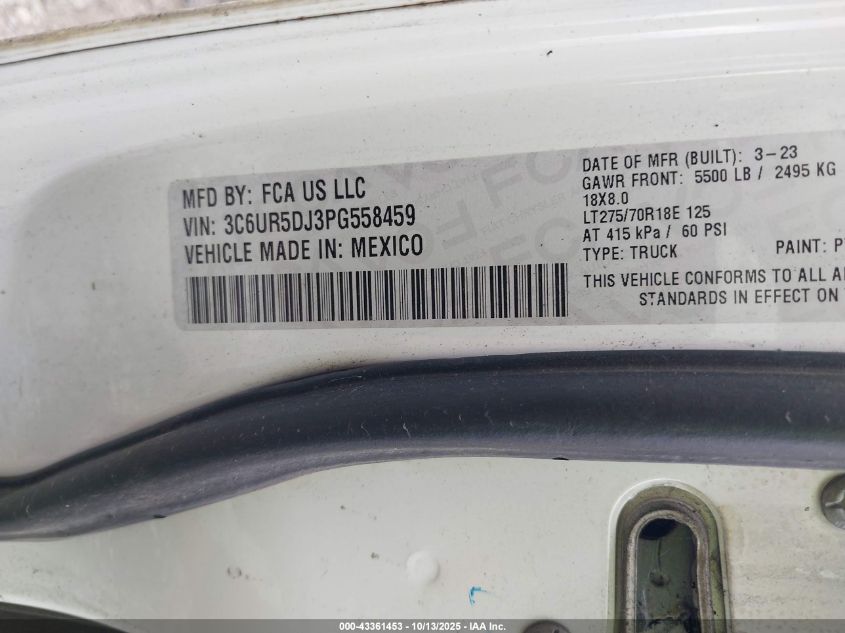 MFD BY: FCA US LLC
VIN: 3C6UR5DJ3PG558459
VEHICLE MADE IN: MEXICO
DATE OF MFR (BUILT): 3-23
GAWR FRONT: 5500 LB / 2495 KG
18X8.0
LT275/70R18E 125
AT 415 kPa / 60 PSI
TYPE: TRUCK PAINT: P
THIS VEHICLE CONFORMS TO ALL A
STANDARDS IN EFFECT ON
000-43361453 - 10/13/2025 - IAA Inc.